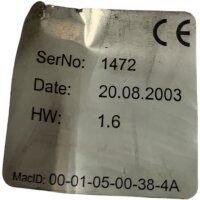 CE
SerNo: 1472
Date: 20.08.2003
HW: 1.6
MacID: 00-01-05-00-38-4A